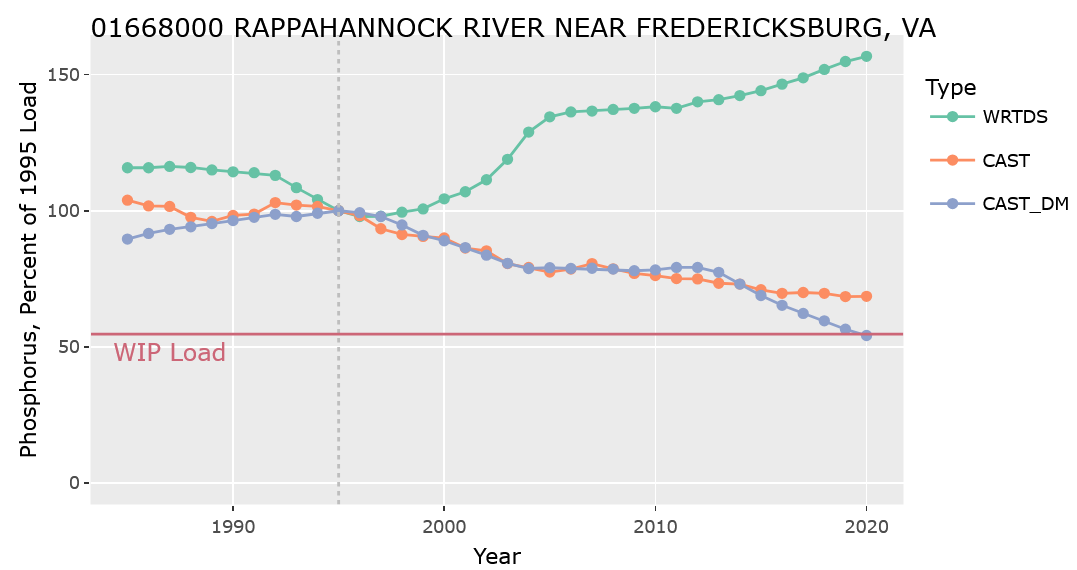 01668000 RAPPAHANNOCK RIVER NEAR FREDERICKSBURG, VA
Phosphorus, Percent of 1995 Load
150
100
50
0
WIP Load
1990
2000
2010
2020
Year
Type
WRTDS
CAST
CAST_DM